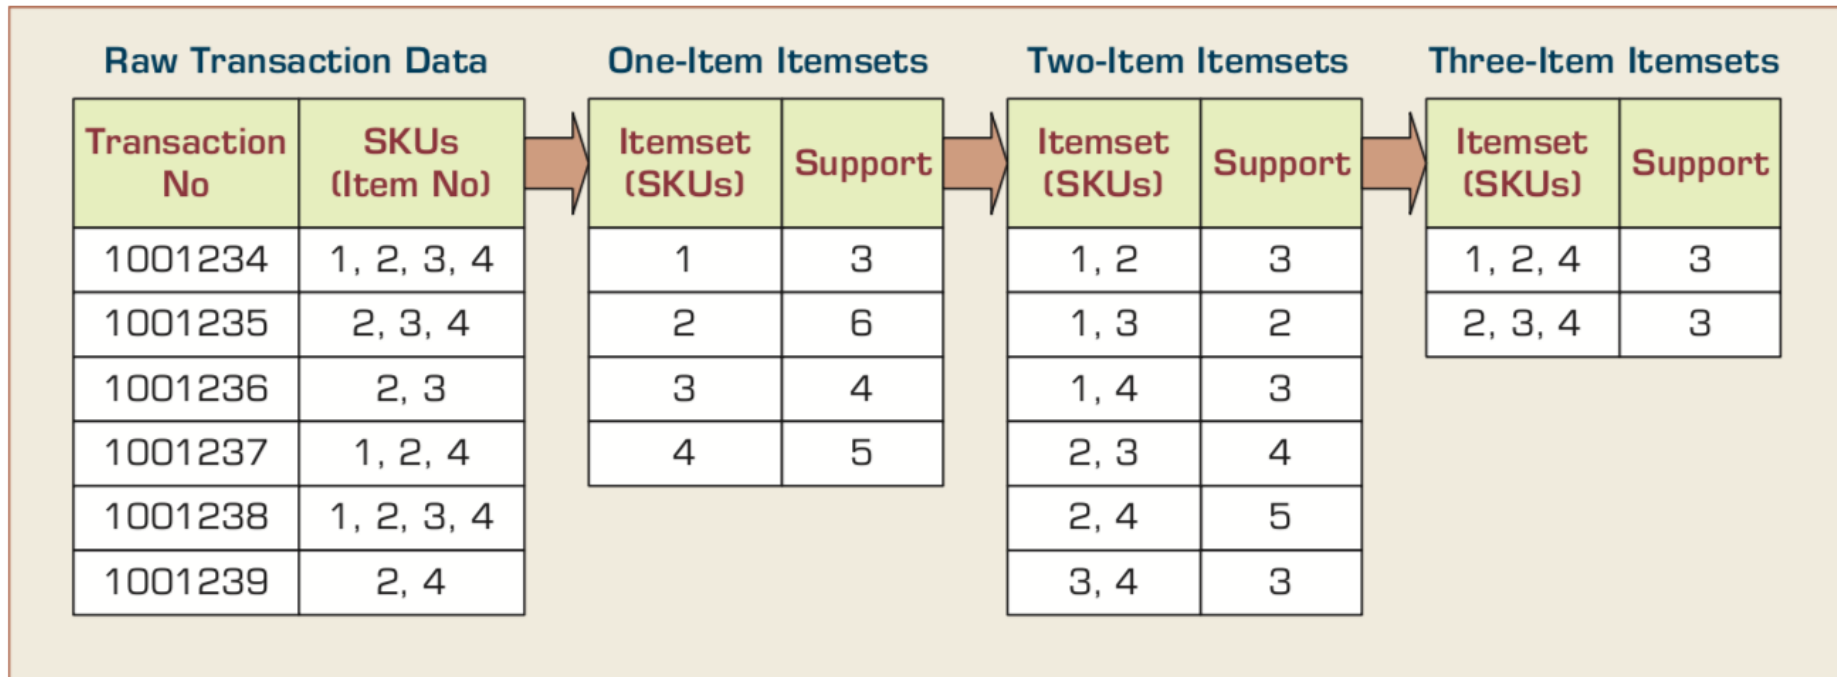 Raw Transaction Data
One-Item Itemsets
Two-Item Itemsets
Three-Item Itemsets
Transaction No
SKUs (Item No)
Itemset (SKUs)
Support
Itemset (SKUs)
Support
Itemset (SKUs)
Support
1001234 1, 2, 3, 4 1 3 1, 2 3 1, 2, 4 3
1001235 2, 3, 4 2 6 1, 3 2 2, 3, 4 3
1001236 2, 3 3 4 1, 4 3
1001237 1, 2, 4 4 5 2, 3 4
1001238 1, 2, 3, 4 2, 4 5
1001239 2, 4 3, 4 3